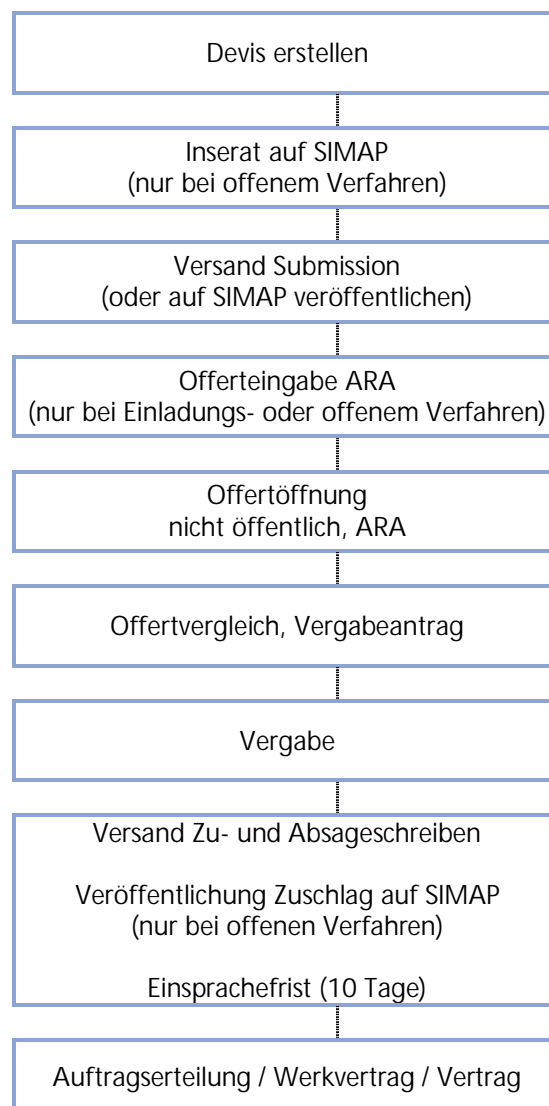 Devis erstellen
Inserat auf SIMAP
(nur bei offenem Verfahren)
Versand Submission
(oder auf SIMAP veröffentlichen)
Offerteingabe ARA
(nur bei Einladungs- oder offenem Verfahren)
Offertöffnung
nicht öffentlich, ARA
Offertvergleich, Vergabeantrag
Vergabe
Versand Zu- und Absageschreiben
Veröffentlichung Zuschlag auf SIMAP
(nur bei offenen Verfahren)
Einsprachefrist (10 Tage)
Auftragserteilung / Werkvertrag / Vertrag